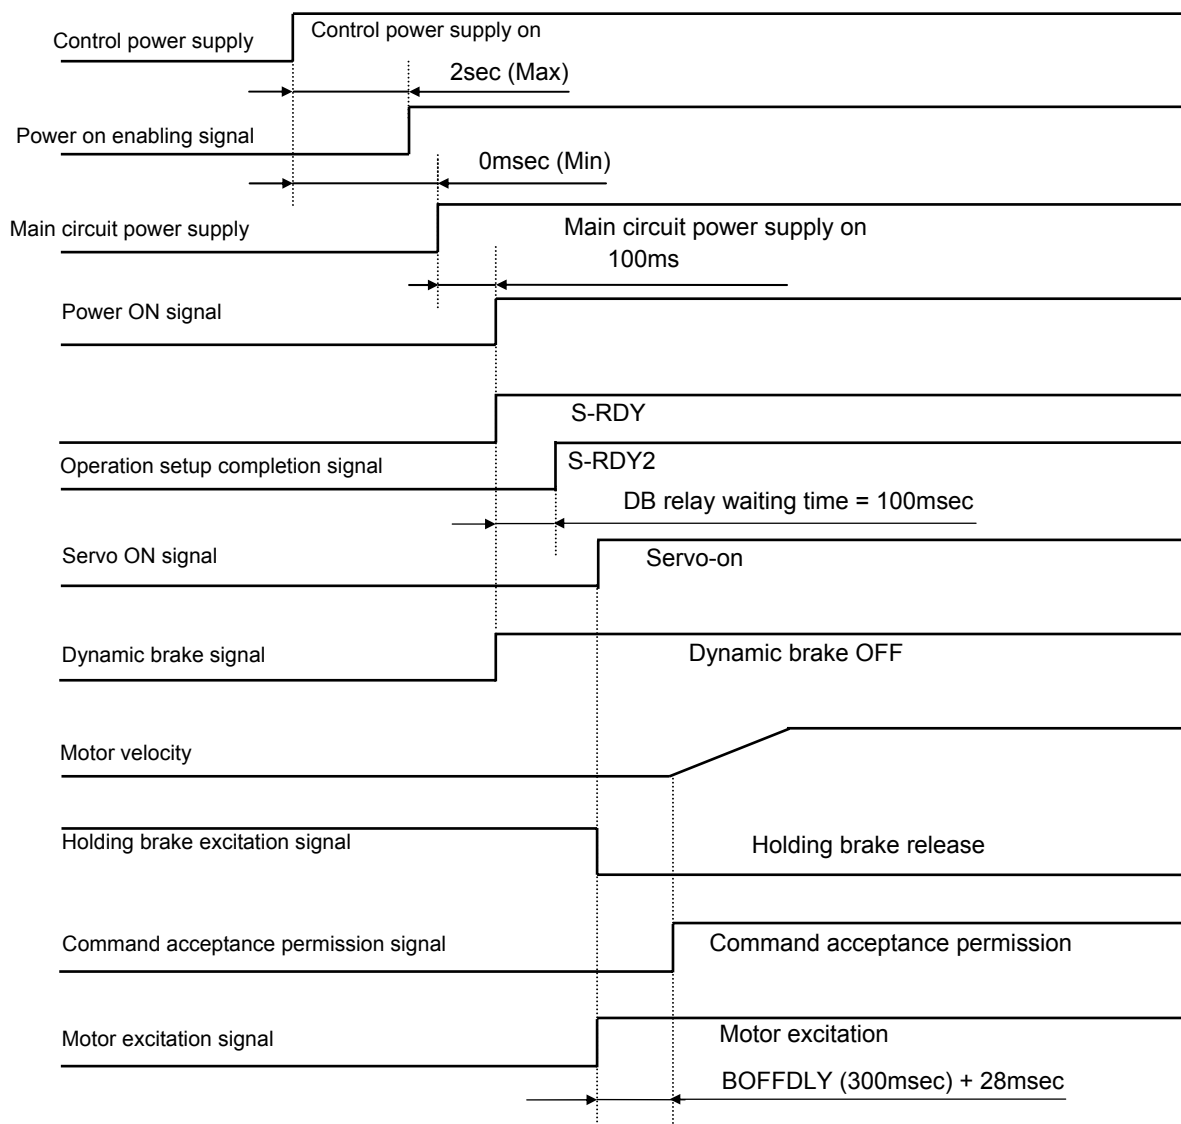 Control power supply
Control power supply on
2sec (Max)
Power on enabling signal
0msec (Min)
Main circuit power supply
Main circuit power supply on
100ms
Power ON signal
S-RDY
Operation setup completion signal
S-RDY2
DB relay waiting time = 100msec
Servo ON signal
Servo-on
Dynamic brake signal
Dynamic brake OFF
Motor velocity
Holding brake excitation signal
Holding brake release
Command acceptance permission signal
Command acceptance permission
Motor excitation signal
Motor excitation
BOFFDLY (300msec) + 28msec